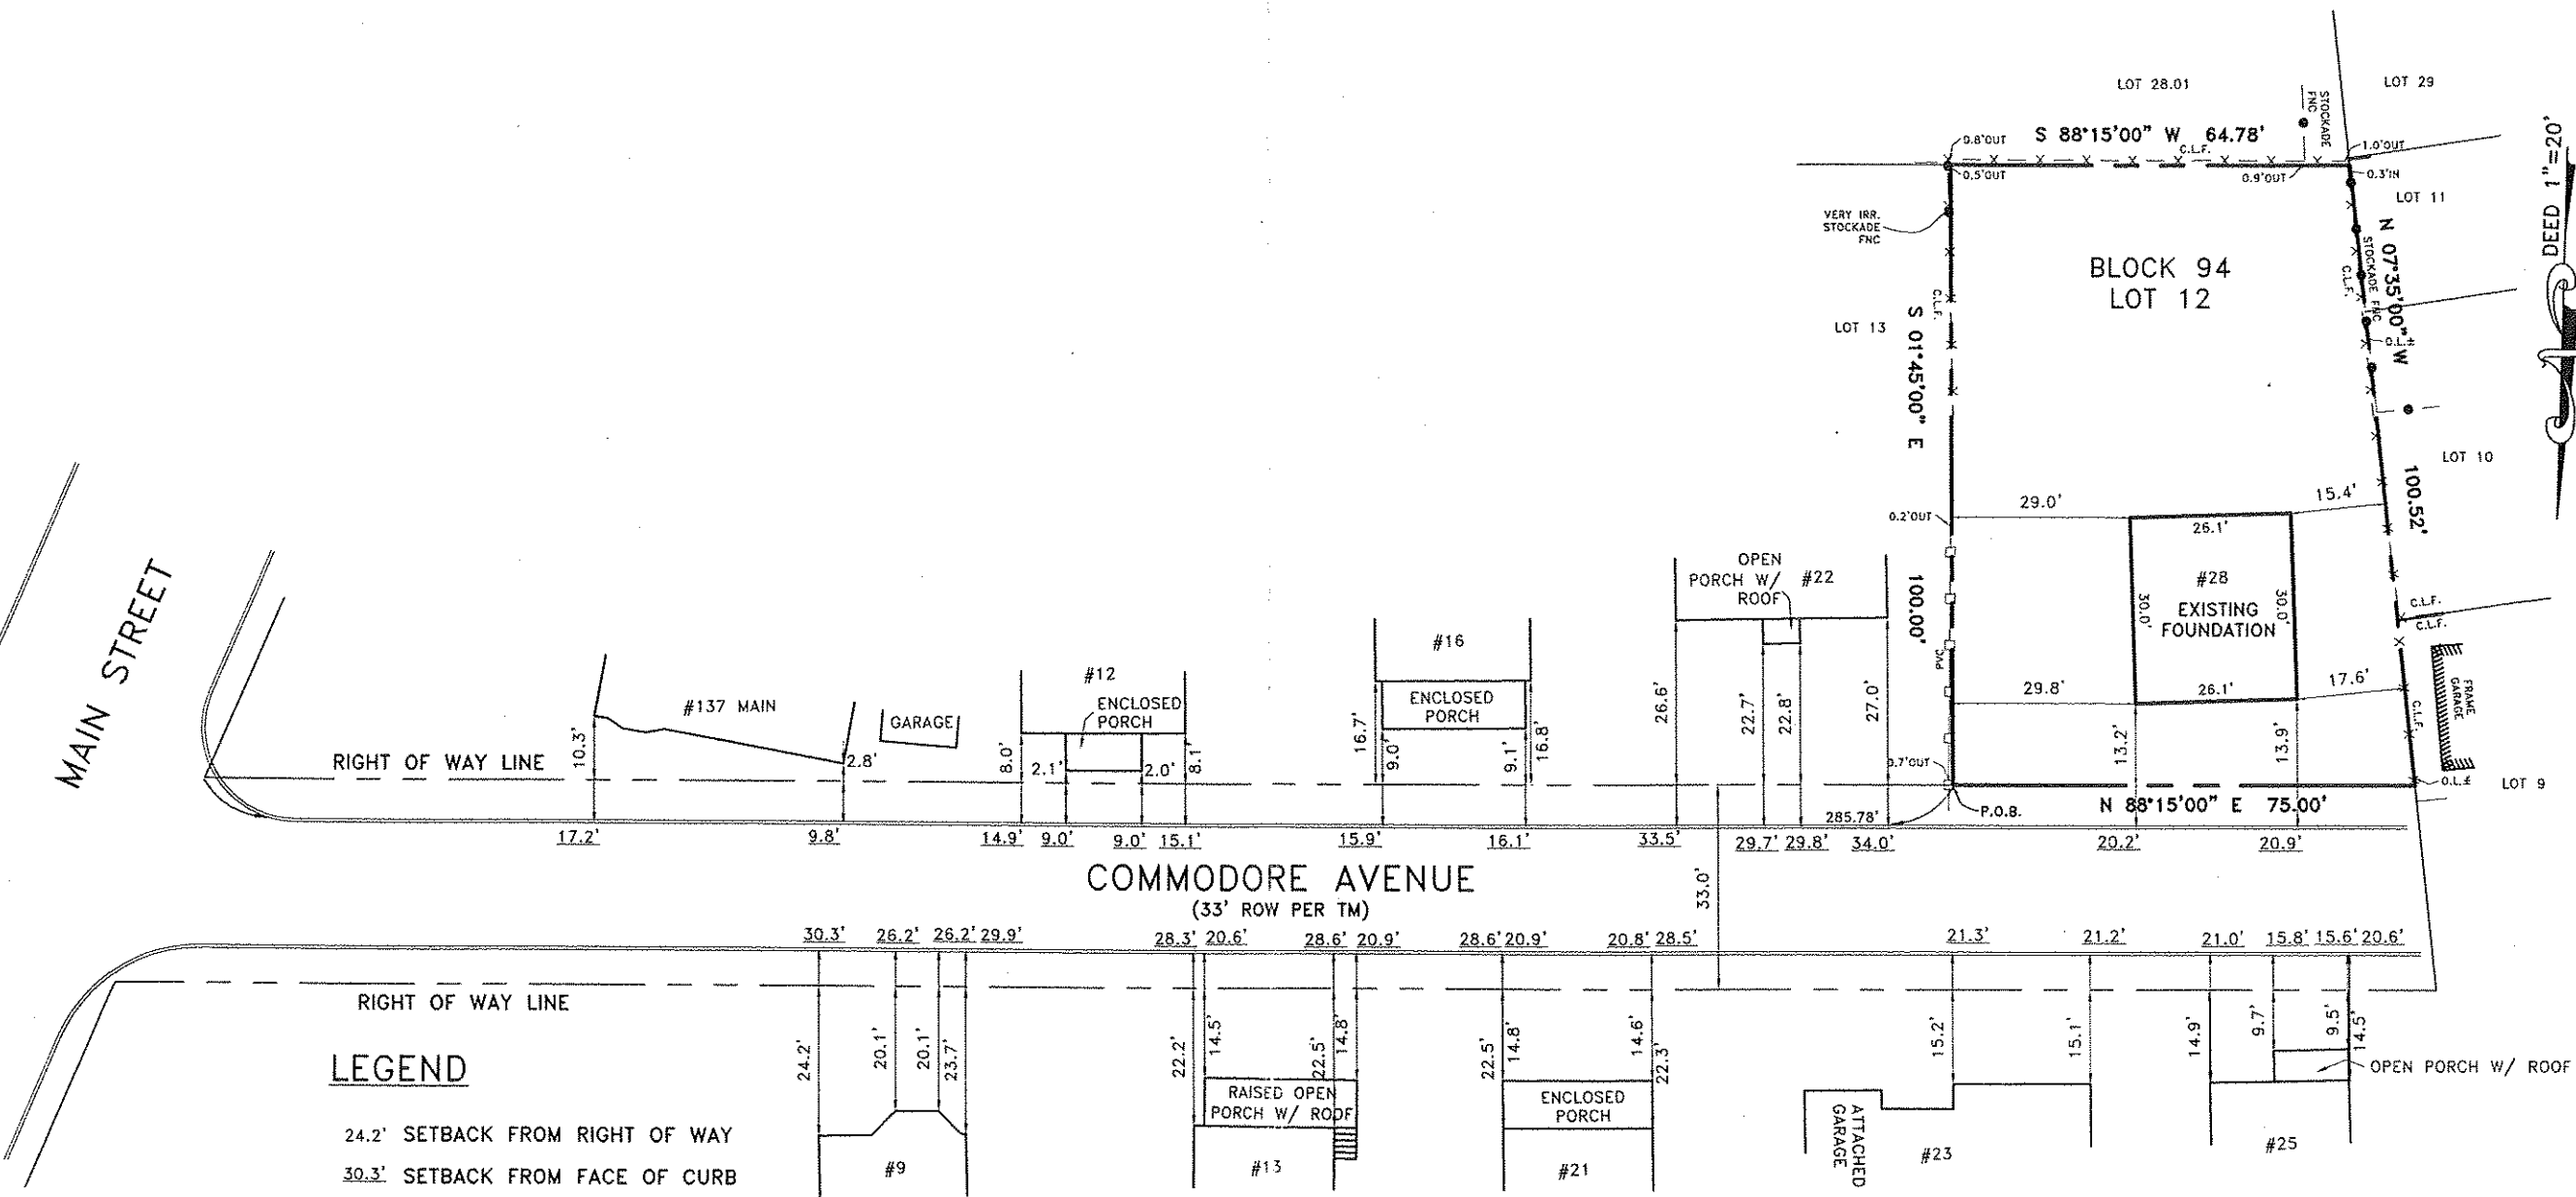 LOT 28.01
LOT 29
STOCKADE
FNC
S 88°15'00" W 64.78'
C.L.F.
0.8'OUT
0.5'OUT
0.9'OUT
1.0'OUT
0.3'IN
LOT 11
DEED 1"=20'
VERY IRR.
STOCKADE
FNC
BLOCK 94
LOT 12
N 07°35'00" W
100.52'
STOCKADE FNC
C.L.F.
O.L.±
LOT 13
C.L.F.
S 01°45'00" E
100.00'
LOT 10
29.0'
26.1'
15.4'
0.2'OUT
#28
EXISTING
FOUNDATION
30.0'
30.0'
C.L.F.
C.L.F.
FRAME
GARAGE
C.L.F.
PVC
29.8'
26.1'
17.6'
13.2'
13.9'
0.7'OUT
O.L.±
LOT 9
N 88°15'00" E 75.00'
P.O.B.
285.78'
OPEN
PORCH W/
ROOF
#22
26.6'
22.7'
22.8'
27.0'
#16
ENCLOSED
PORCH
16.7'
9.0'
9.1'
16.8'
#12
ENCLOSED
PORCH
8.0'
2.1'
2.0'
8.1'
#137 MAIN
GARAGE
10.3'
2.8'
MAIN STREET
RIGHT OF WAY LINE
17.2'
9.8'
14.9'
9.0'
9.0'
15.1'
15.9'
16.1'
33.5'
29.7'
29.8'
34.0'
20.2'
20.9'
COMMODORE AVENUE
(33' ROW PER TM)
33.0'
30.3'
26.2'
26.2'
29.9'
28.3'
20.6'
28.6'
20.9'
28.6'
20.9'
20.8'
28.5'
21.3'
21.2'
21.0'
15.8'
15.6'
20.6'
RIGHT OF WAY LINE
24.2'
20.1'
20.1'
23.7'
22.2'
14.5'
22.5'
14.8'
22.5'
14.8'
14.6'
22.3'
15.2'
15.1'
14.9'
9.7'
9.5'
14.5'
OPEN PORCH W/ ROOF
RAISED OPEN
PORCH W/ ROOF
ENCLOSED
PORCH
ATTACHED
GARAGE
#9
#13
#21
#23
#25
LEGEND
24.2' SETBACK FROM RIGHT OF WAY
30.3' SETBACK FROM FACE OF CURB